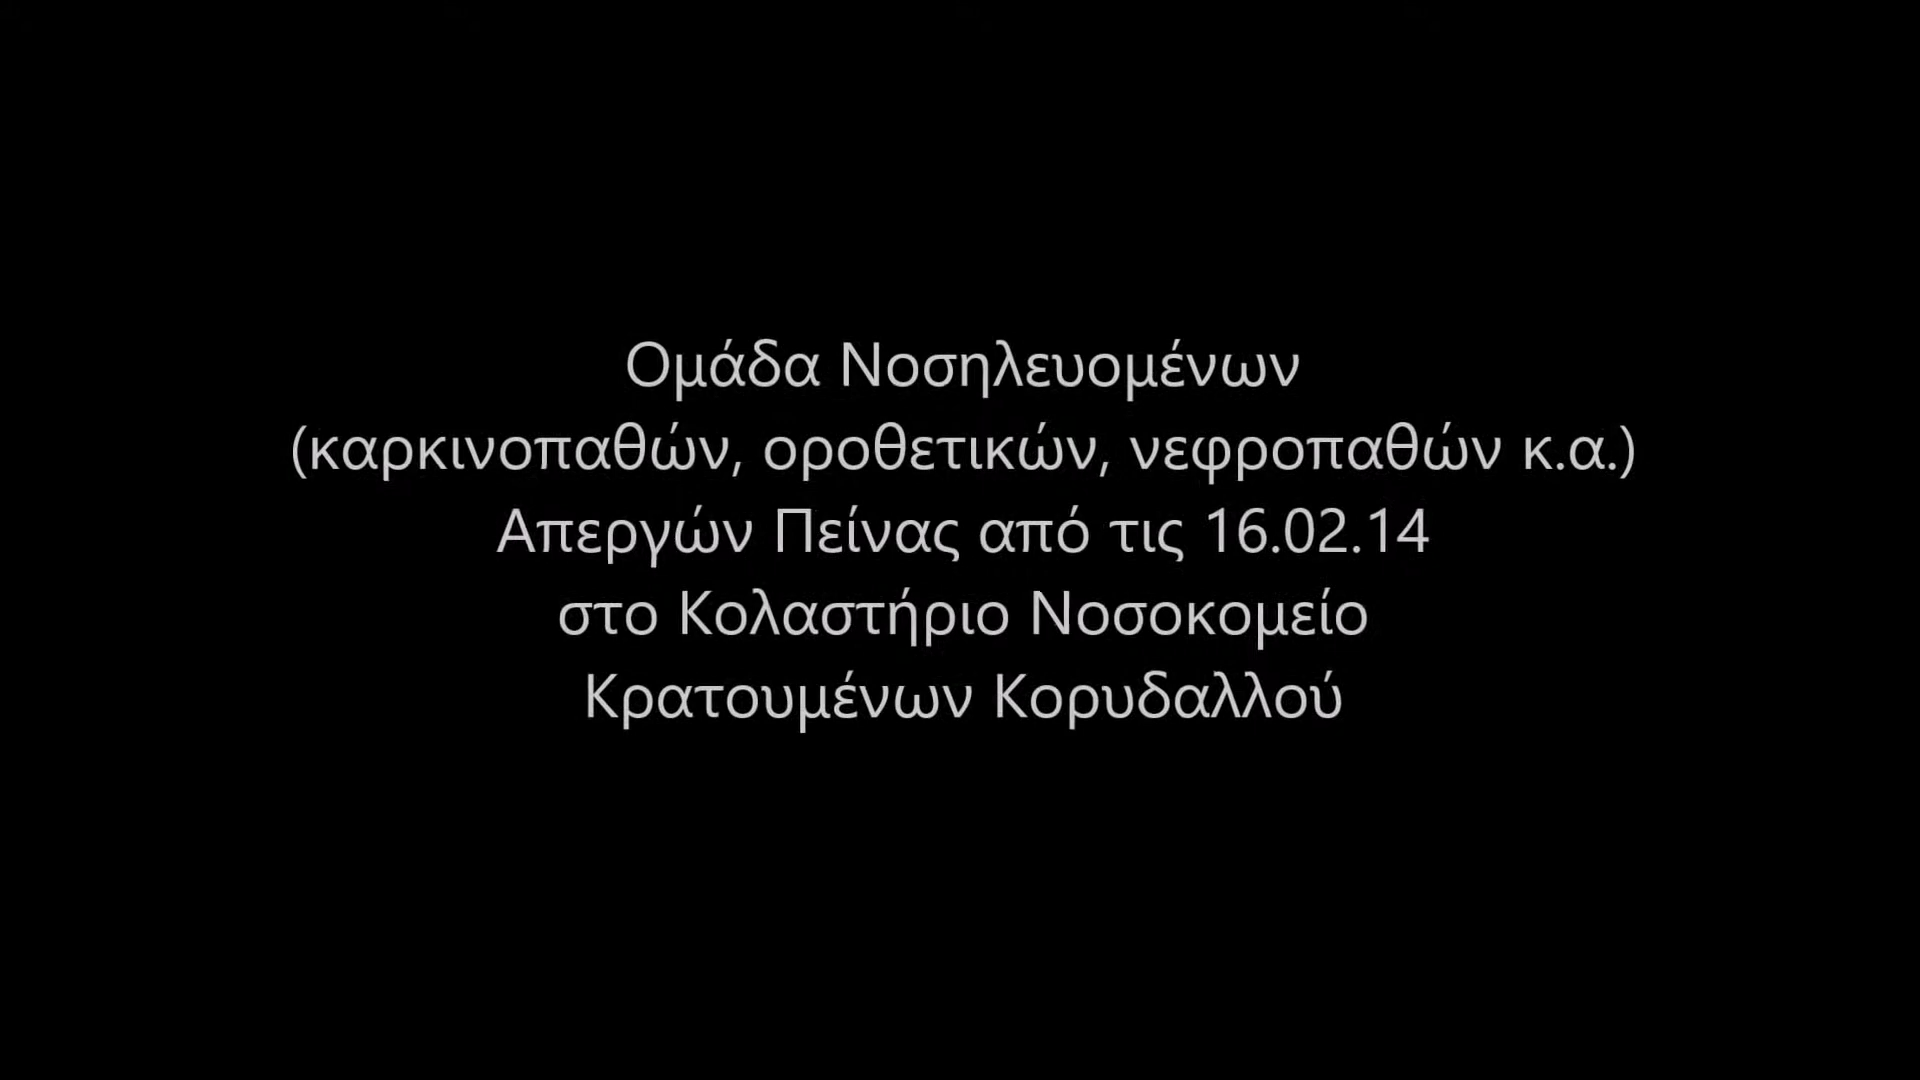 Ομάδα Νοσηλευομένων
(καρκινοπαθών, οροθετικών, νεφροπαθών κ.α.)
Απεργών Πείνας από τις 16.02.14
στο Κολαστήριο Νοσοκομείο
Κρατουμένων Κορυδαλλού